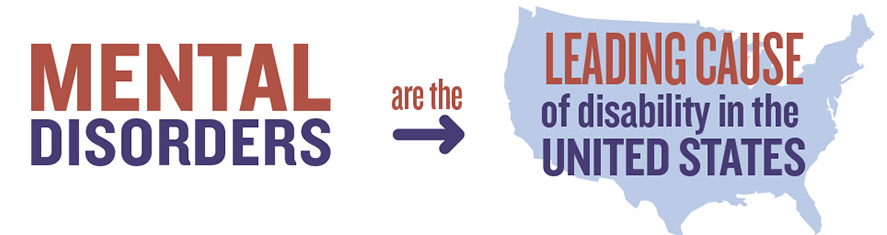 MENTAL
DISORDERS
are the
LEADING CAUSE
of disability in the
UNITED STATES